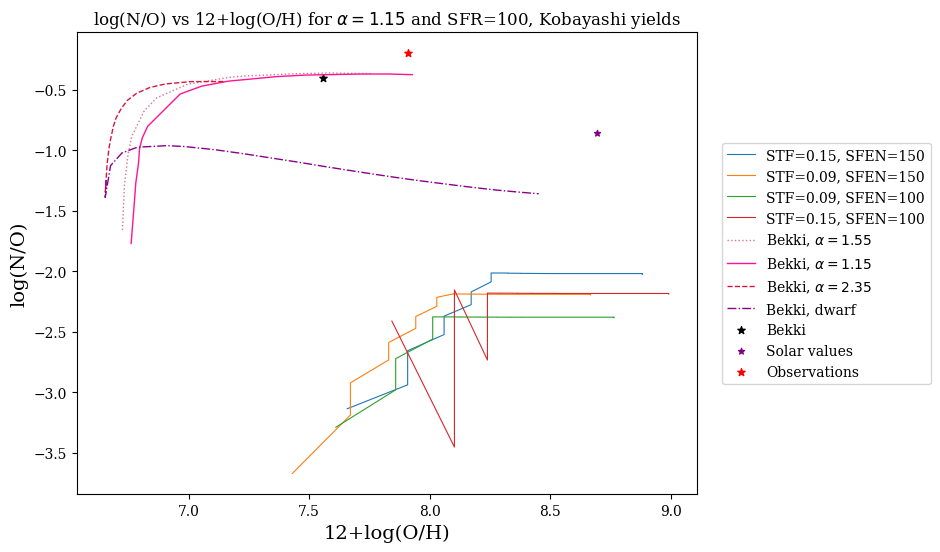 log(N/O) vs 12+log(O/H) for α = 1.15 and SFR=100, Kobayashi yields
log(N/O)
−0.5
−1.0
−1.5
−2.0
−2.5
−3.0
−3.5
7.0 7.5 8.0 8.5 9.0
12+log(O/H)
STF=0.15, SFEN=150
STF=0.09, SFEN=150
STF=0.09, SFEN=100
STF=0.15, SFEN=100
Bekki, α = 1.55
Bekki, α = 1.15
Bekki, α = 2.35
Bekki, dwarf
Bekki
Solar values
Observations